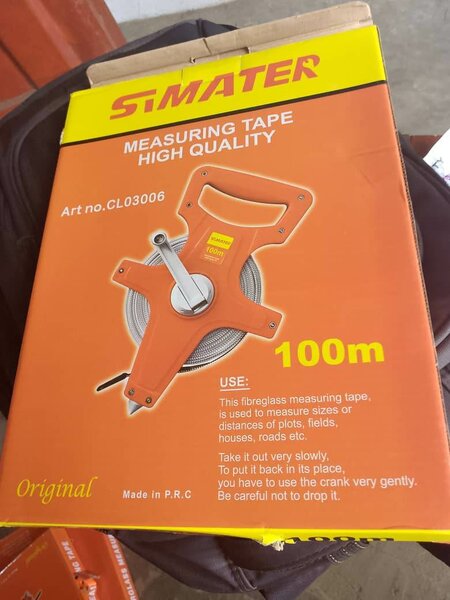 SiMATER
MEASURING TAPE
HIGH QUALITY
Art no.CL03006
SIMATER
100m
100m
USE:
This fibreglass measuring tape,
is used to measure sizes or
distances of plots, fields,
houses, roads etc.
Take it out very slowly,
To put it back in its place,
you have to use the crank very gently.
Be careful not to drop it.
Original
Made in P.R.C
100m